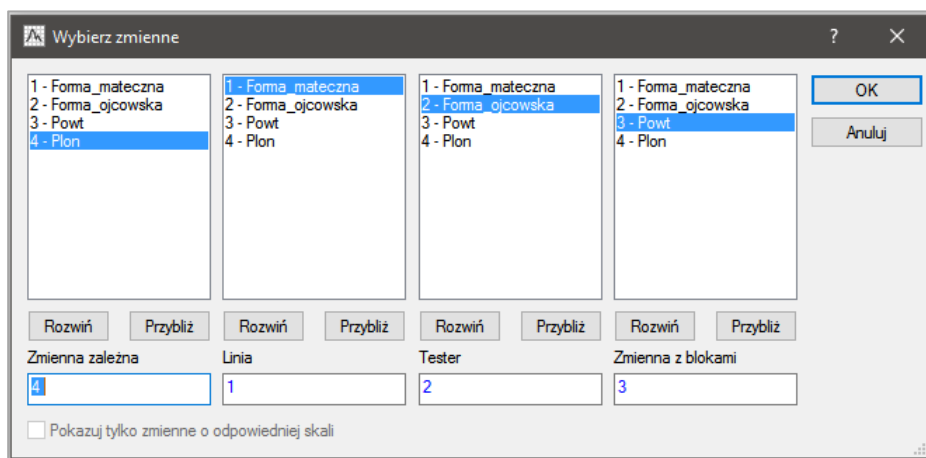 Wybierz zmienne
?
1 - Forma_mateczna
2 - Forma_ojcowska
3 - Powt
4 - Plon
1 - Forma_mateczna
2 - Forma_ojcowska
3 - Powt
4 - Plon
1 - Forma_mateczna
2 - Forma_ojcowska
3 - Powt
4 - Plon
1 - Forma_mateczna
2 - Forma_ojcowska
3 - Powt
4 - Plon
OK
Anuluj
Rozwiń Przybliż Rozwiń Przybliż Rozwiń Przybliż Rozwiń Przybliż
Zmienna zależna Linia Tester Zmienna z blokami
4 1 2 3
Pokazuj tylko zmienne o odpowiedniej skali